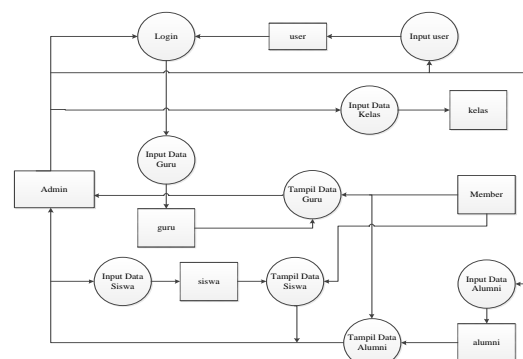 Login
user
Input user
Input Data
Kelas
kelas
Input Data
Guru
Admin
Tampil Data
Guru
Member
guru
Input Data
Siswa
siswa
Tampil Data
Siswa
Input Data
Alumni
Tampil Data
Alumni
alumni